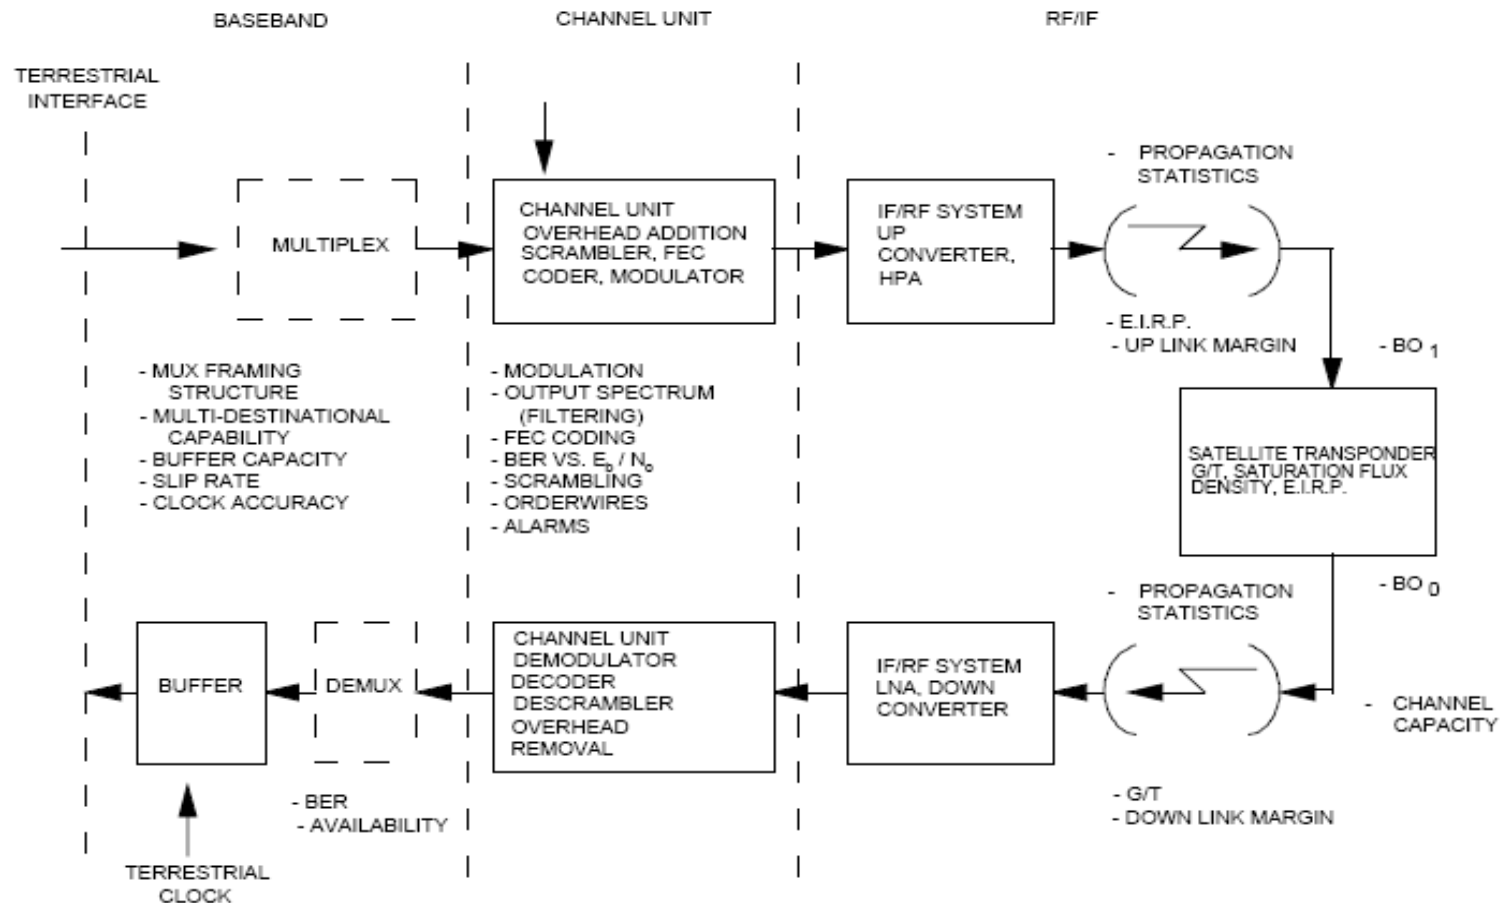 BASEBAND
CHANNEL UNIT
RF/IF
TERRESTRIAL
INTERFACE
MULTIPLEX
CHANNEL UNIT
OVERHEAD ADDITION
SCRAMBLER, FEC
CODER, MODULATOR
IF/RF SYSTEM
UP
CONVERTER,
HPA
- PROPAGATION
STATISTICS
- E.I.R.P.
- UP LINK MARGIN
- BO 1
- MUX FRAMING
STRUCTURE
- MULTI-DESTINATIONAL
CAPABILITY
- BUFFER CAPACITY
- SLIP RATE
- CLOCK ACCURACY
- MODULATION
- OUTPUT SPECTRUM
(FILTERING)
- FEC CODING
- BER VS. Eb / No
- SCRAMBLING
- ORDERWIRES
- ALARMS
SATELLITE TRANSPONDER
G/T, SATURATION FLUX
DENSITY, E.I.R.P.
- BO 0
- PROPAGATION
STATISTICS
BUFFER
DEMUX
CHANNEL UNIT
DEMODULATOR
DECODER
DESCRAMBLER
OVERHEAD
REMOVAL
IF/RF SYSTEM
LNA, DOWN
CONVERTER
- CHANNEL
CAPACITY
- BER
- AVAILABILITY
- G/T
- DOWN LINK MARGIN
TERRESTRIAL
CLOCK